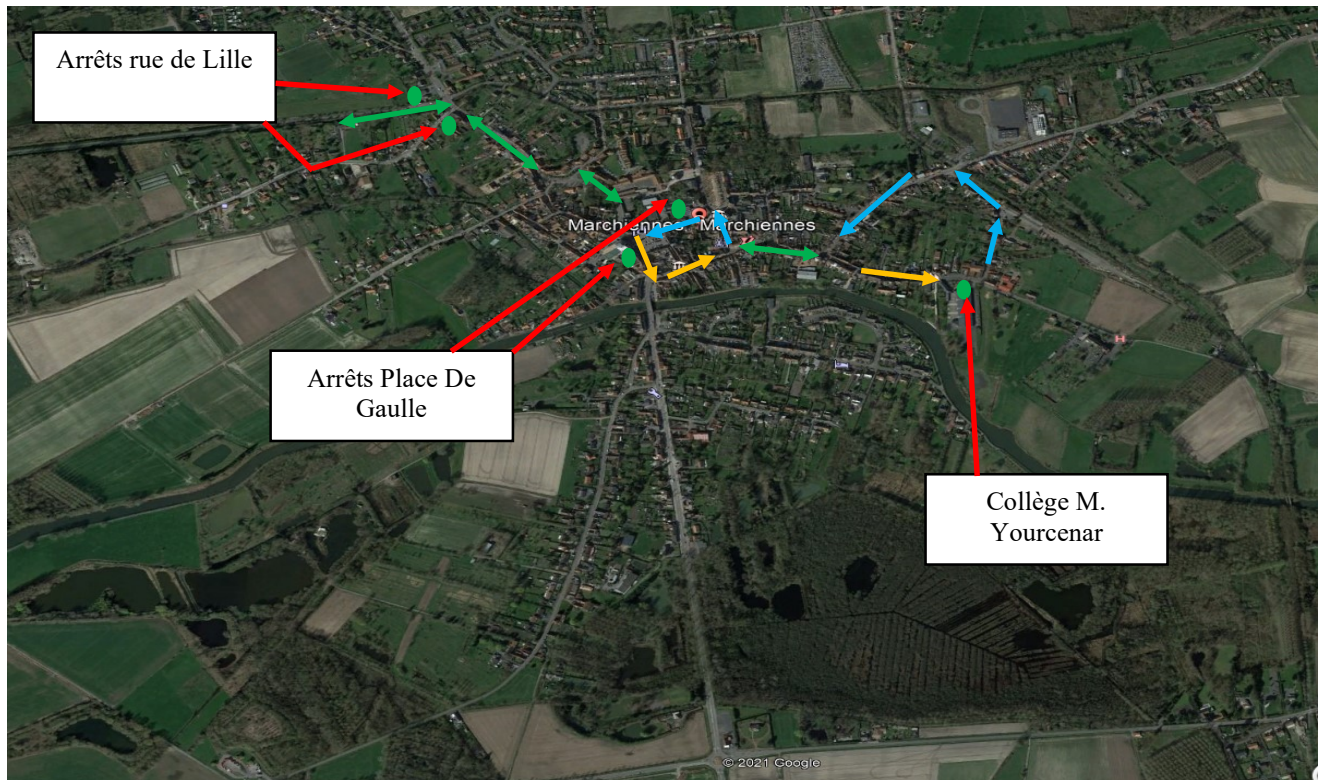 Arrêts rue de Lille
Marchiennes Marchiennes
Arrêts Place De
Gaulle
Collège M.
Yourcenar
© 2021 Google